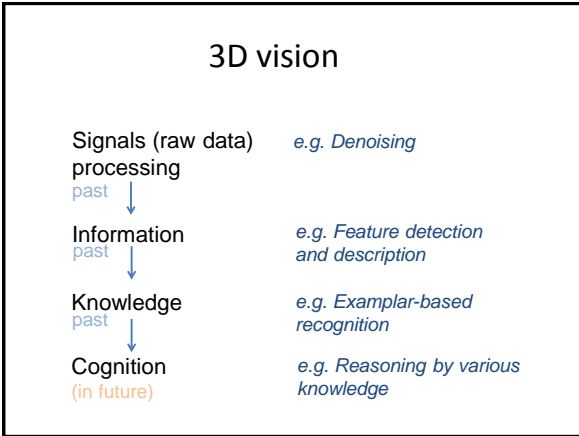 3D vision
Signals (raw data) e.g. Denoising
processing
past
Information e.g. Feature detection
past and description
Knowledge e.g. Examplar-based
past recognition
Cognition e.g. Reasoning by various
(in future) knowledge